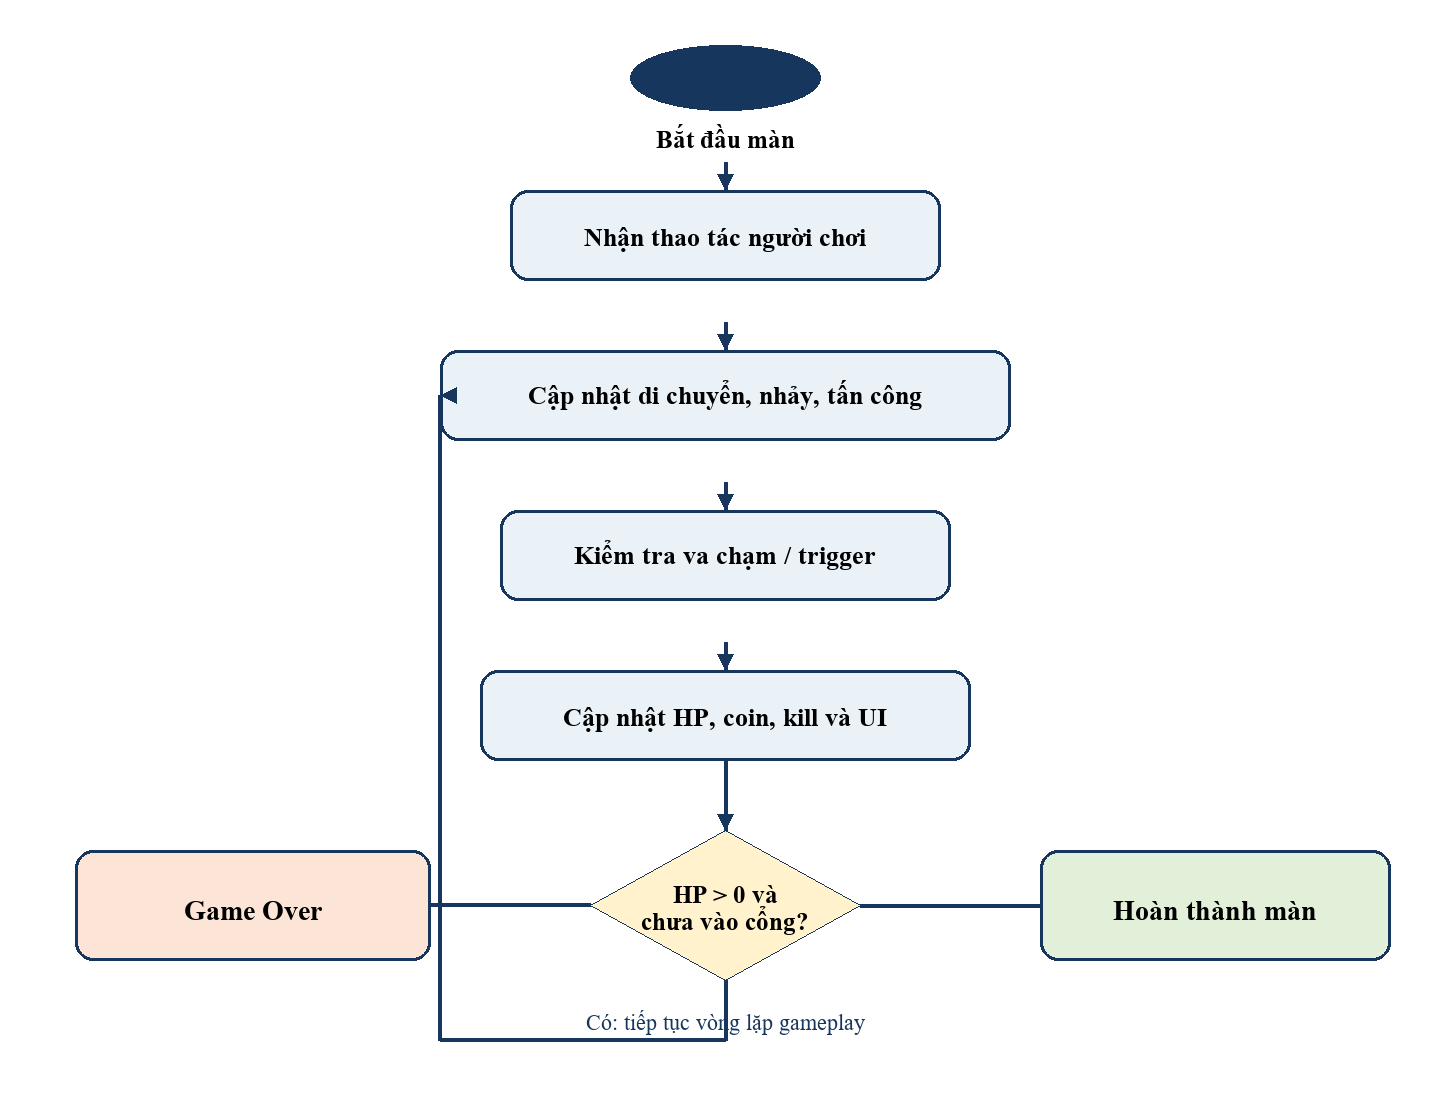 Bắt đầu màn
Nhận thao tác người chơi
Cập nhật di chuyển, nhảy, tấn công
Kiểm tra va chạm / trigger
Cập nhật HP, coin, kill và UI
Game Over
HP > 0 và
chưa vào cổng?
Hoàn thành màn
Có: tiếp tục vòng lặp gameplay